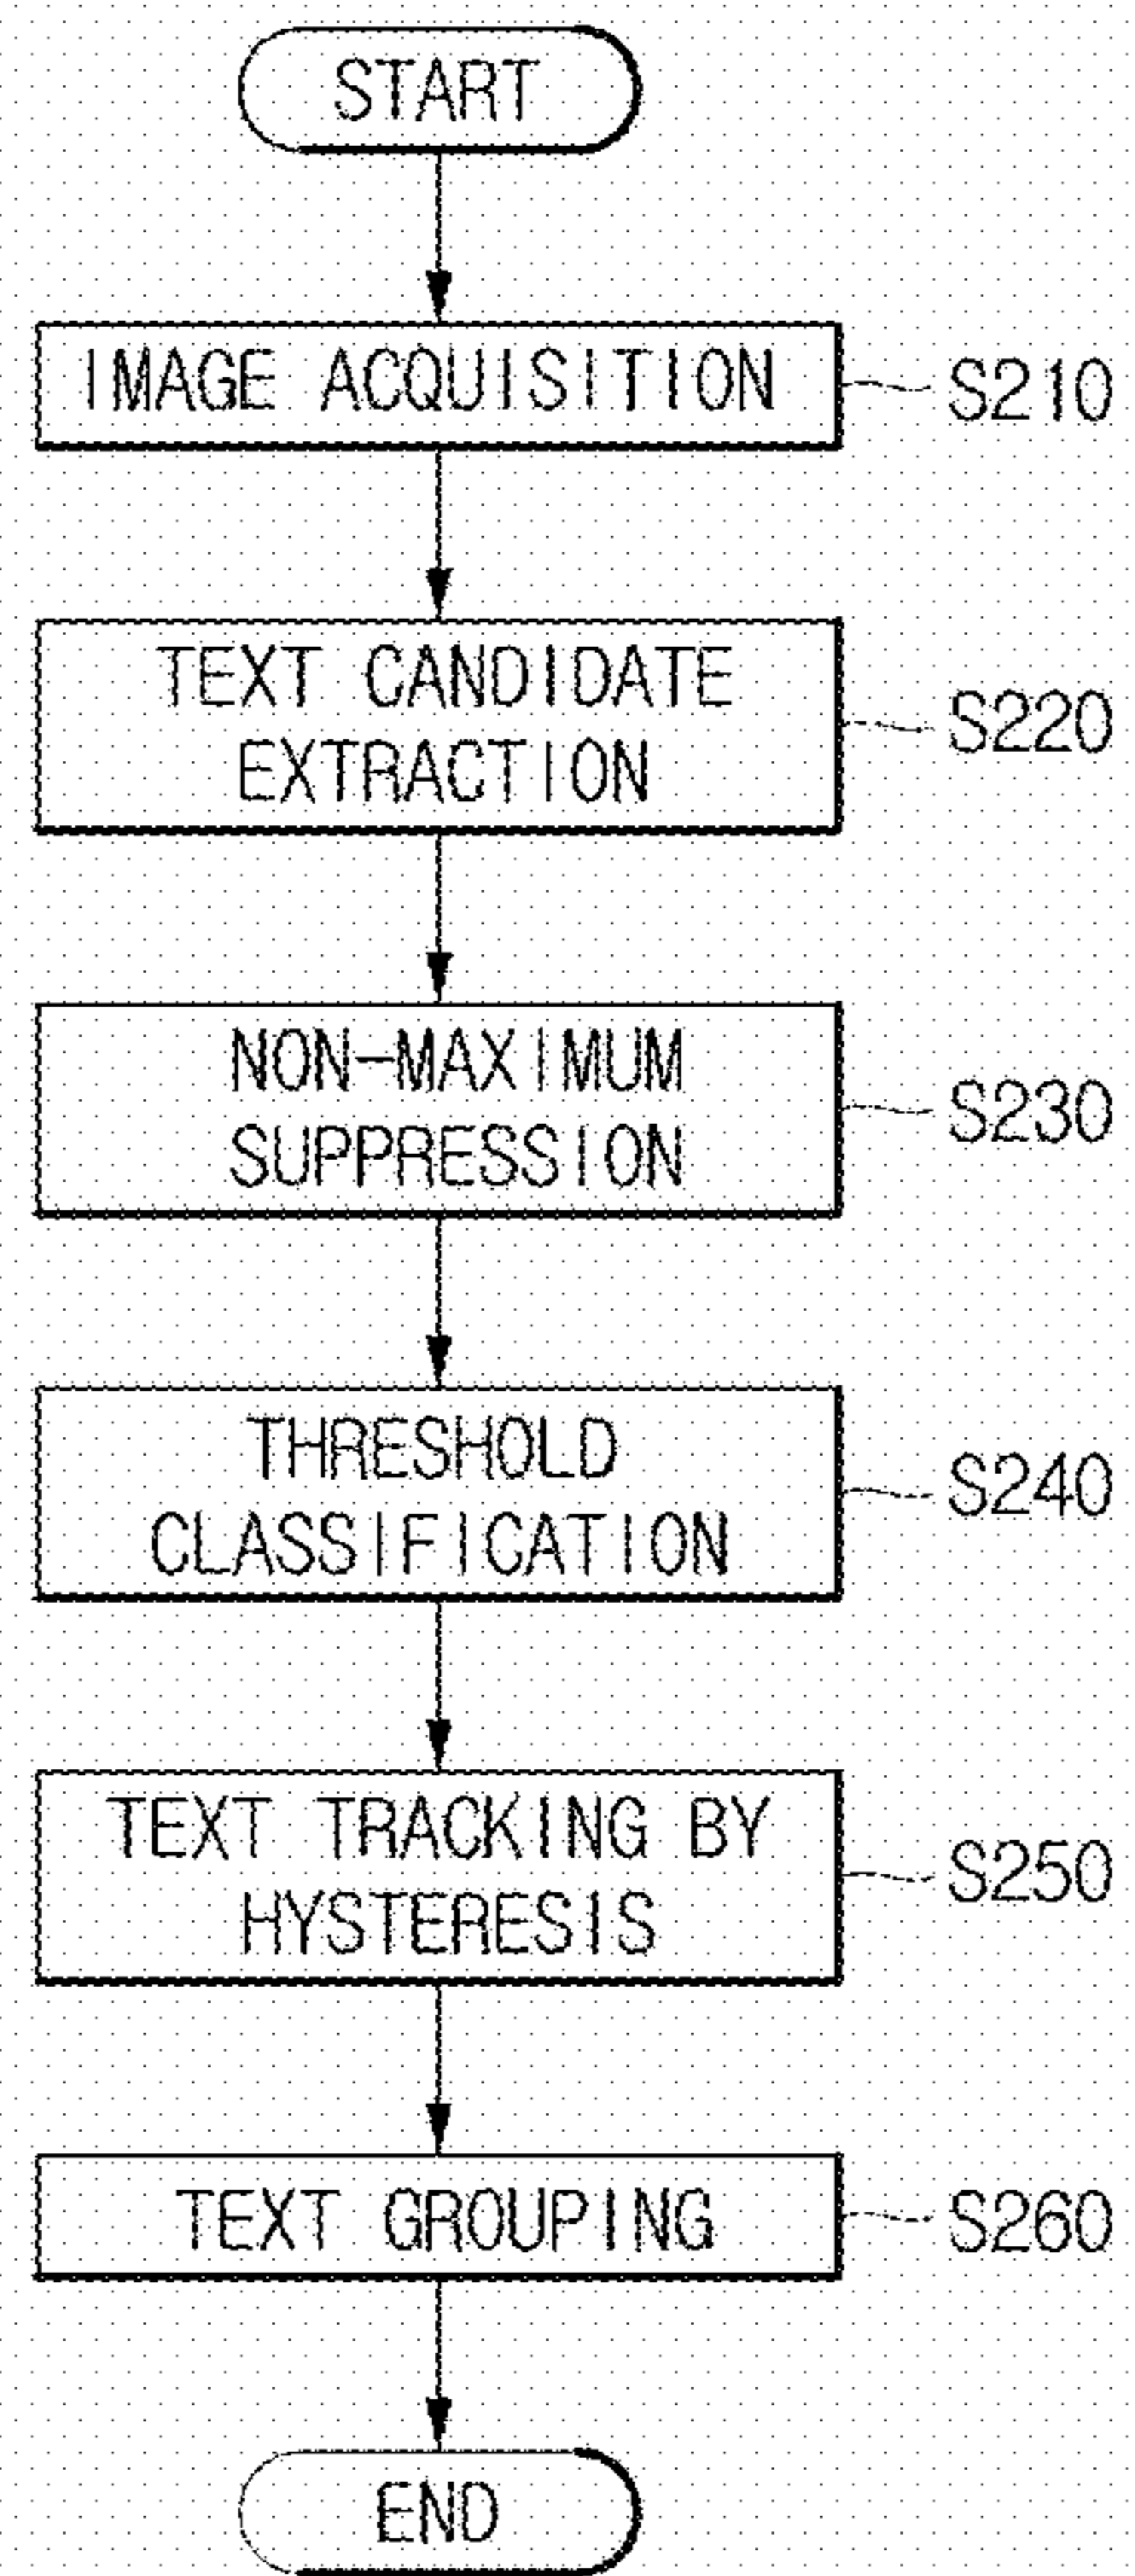 START
IMAGE ACQUISITION
S210
TEXT CANDIDATE
EXTRACTION
S220
NON-MAXIMUM
SUPPRESSION
S230
THRESHOLD
CLASSIFICATION
S240
TEXT TRACKING BY
HYSTERESIS
S250
TEXT GROUPING
S260
END